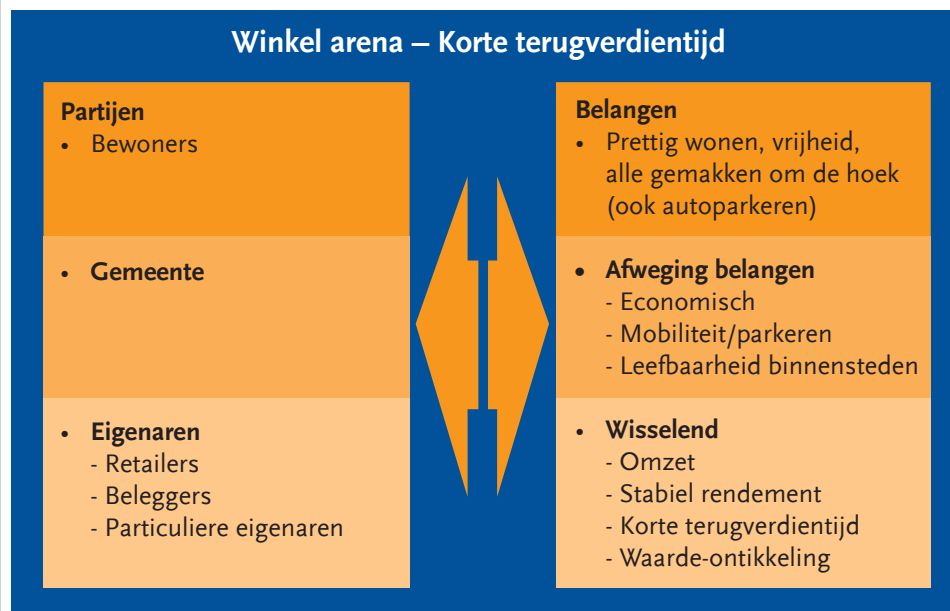 Winkel arena – Korte terugverdientijd
Partijen
• Bewoners
• Gemeente
• Eigenaren
- Retailers
- Beleggers
- Particuliere eigenaren
Belangen
• Prettig wonen, vrijheid,
alle gemakken om de hoek
(ook autoparkeren)
• Afweging belangen
- Economisch
- Mobiliteit/parkeren
- Leefbaarheid binnensteden
• Wisselend
- Omzet
- Stabiel rendement
- Korte terugverdientijd
- Waarde-ontikkeling